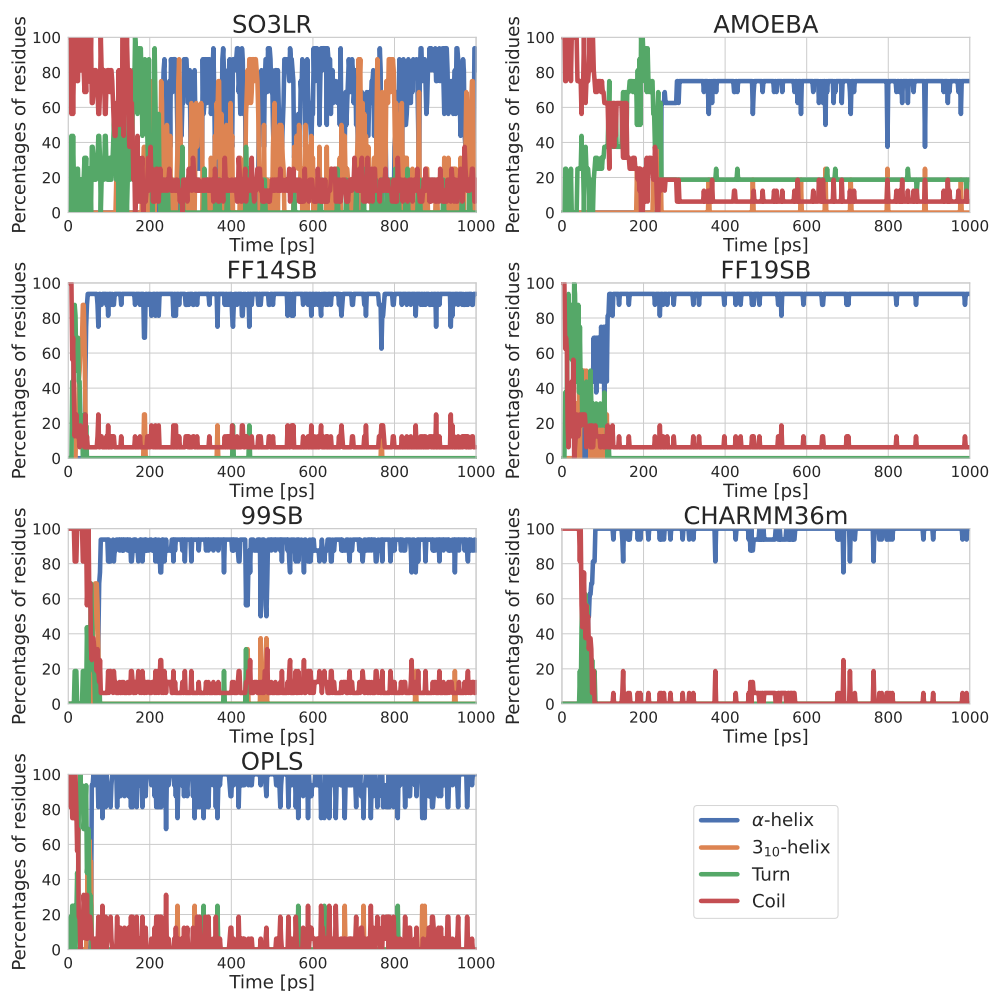 SO3LR
Percentages of residues
100
80
60
40
20
0
0 200 400 600 800 1000
Time [ps]
AMOEBA
Percentages of residues
100
80
60
40
20
0
0 200 400 600 800 1000
Time [ps]
FF14SB
Percentages of residues
100
80
60
40
20
0
0 200 400 600 800 1000
Time [ps]
FF19SB
Percentages of residues
100
80
60
40
20
0
0 200 400 600 800 1000
Time [ps]
99SB
Percentages of residues
100
80
60
40
20
0
0 200 400 600 800 1000
Time [ps]
CHARMM36m
Percentages of residues
100
80
60
40
20
0
0 200 400 600 800 1000
Time [ps]
OPLS
Percentages of residues
100
80
60
40
20
0
0 200 400 600 800 1000
Time [ps]
α-helix
3₁₀-helix
Turn
Coil